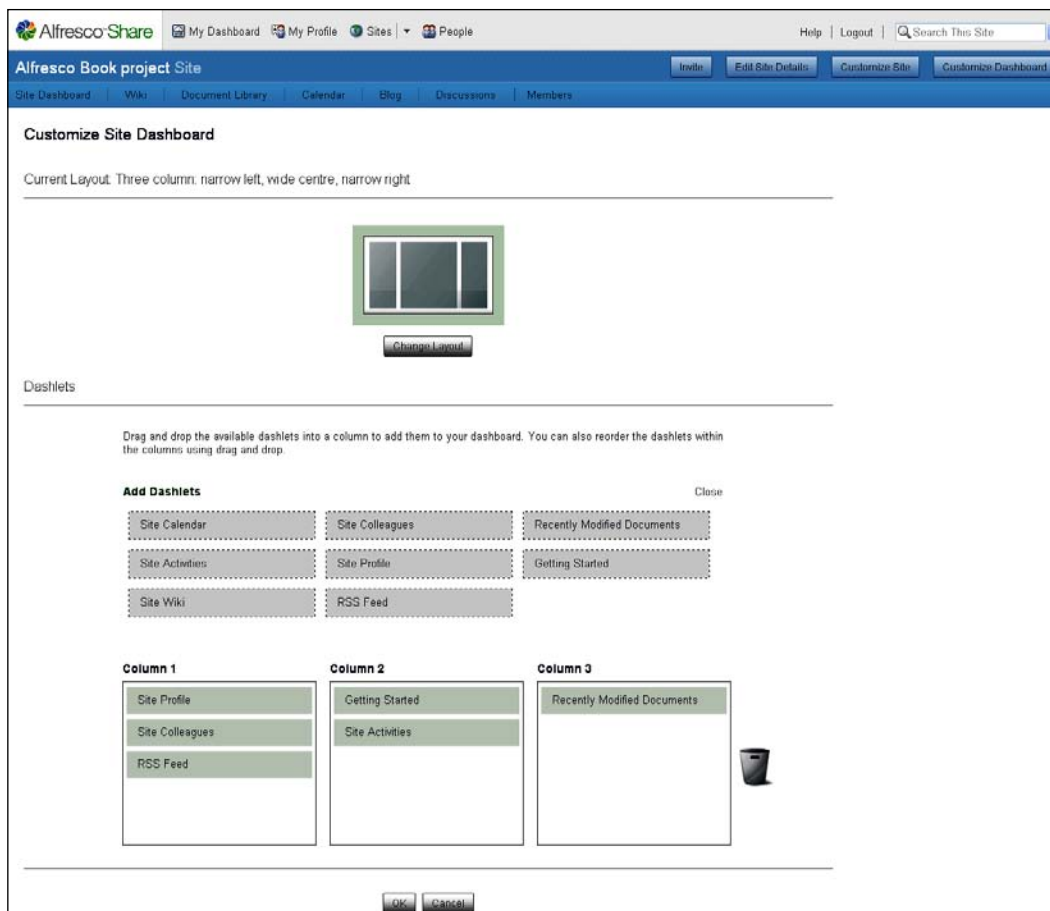 Alfresco Share My Dashboard My Profile Sites People Help Logout Search This Site
Alfresco Book project Site Invite Edit Site Details Customize Site Customize Dashboard
Site Dashboard Wiki Document Library Calendar Blog Discussions Members
Customize Site Dashboard
Current Layout: Three column: narrow left, wide centre, narrow right
Change Layout
Dashlets
Drag and drop the available dashlets into a column to add them to your dashboard. You can also reorder the dashlets within
the columns using drag and drop.
Add Dashlets Close
Site Calendar Site Colleagues Recently Modified Documents
Site Activities Site Profile Getting Started
Site Wiki RSS Feed
Column 1 Column 2 Column 3
Site Profile Getting Started Recently Modified Documents
Site Colleagues Site Activities
RSS Feed
OK Cancel